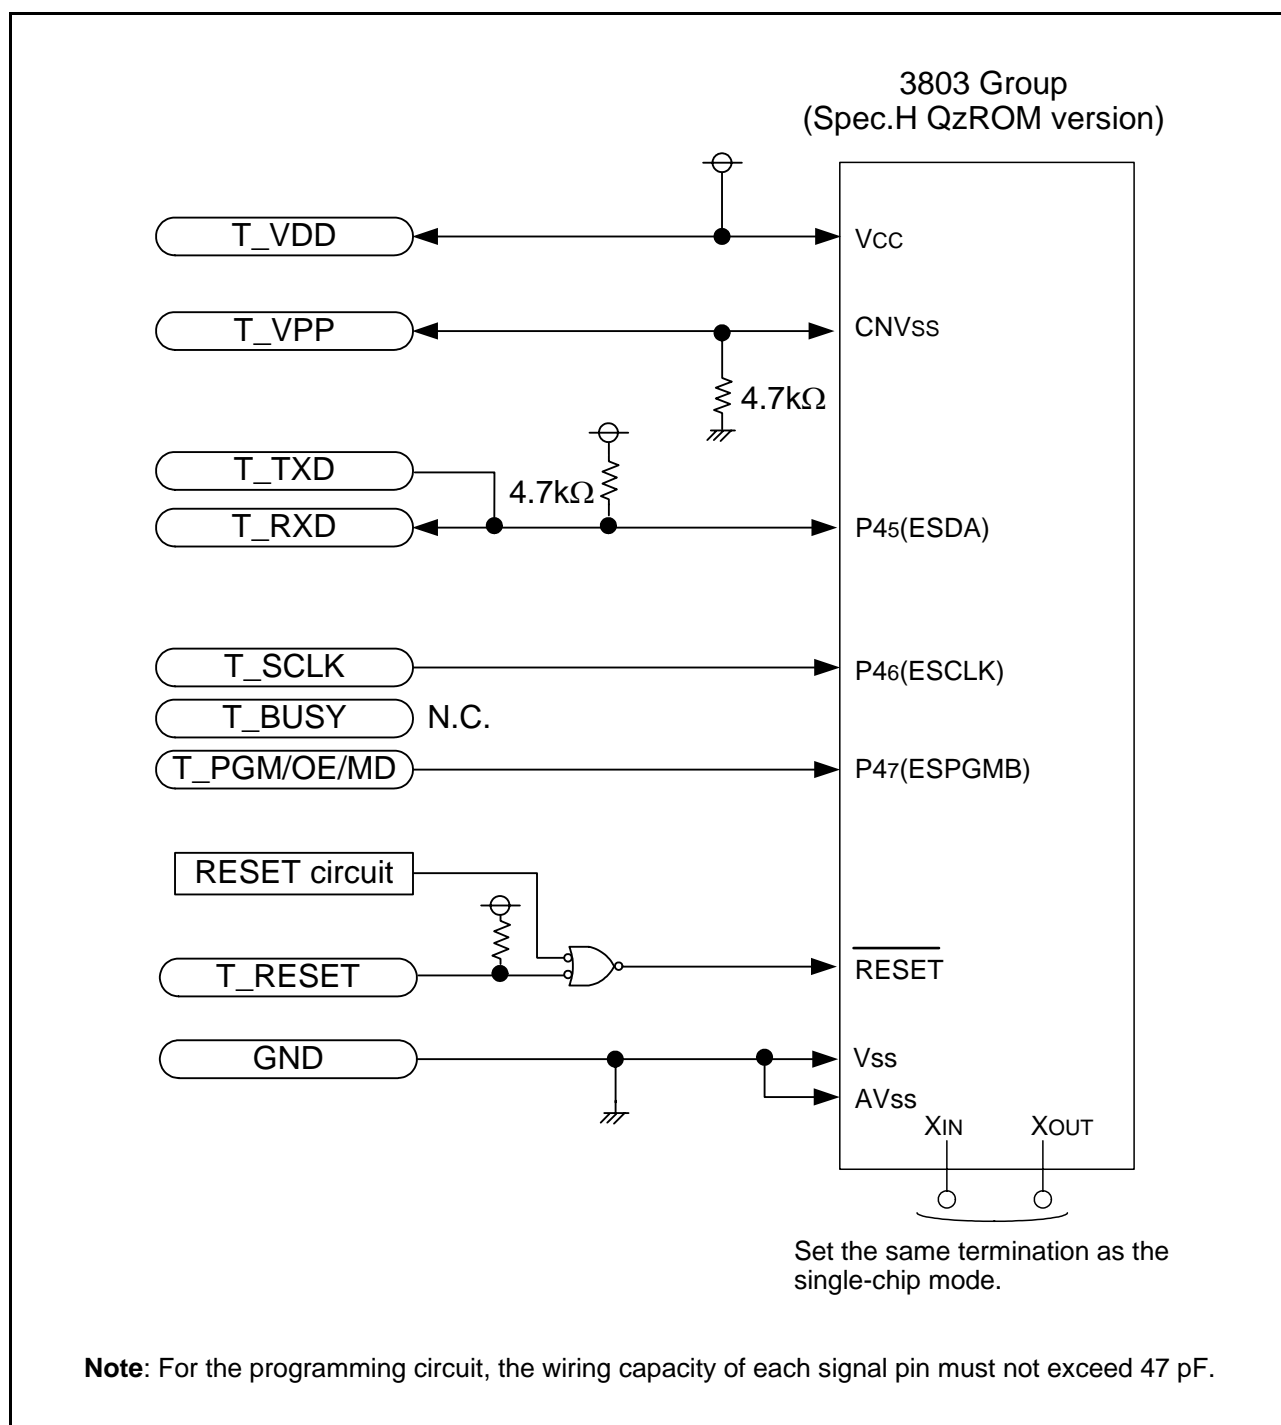 3803 Group
(Spec.H QzROM version)
T_VDD
VCC
T_VPP
CNVSS
4.7kΩ
T_TXD
4.7kΩ
T_RXD
P45(ESDA)
T_SCLK
P46(ESCLK)
T_BUSY N.C.
T_PGM/OE/MD
P47(ESPGMB)
RESET circuit
T_RESET
RESET
GND
Vss
AVss
XIN XOUT
Set the same termination as the
single-chip mode.
Note: For the programming circuit, the wiring capacity of each signal pin must not exceed 47 pF.